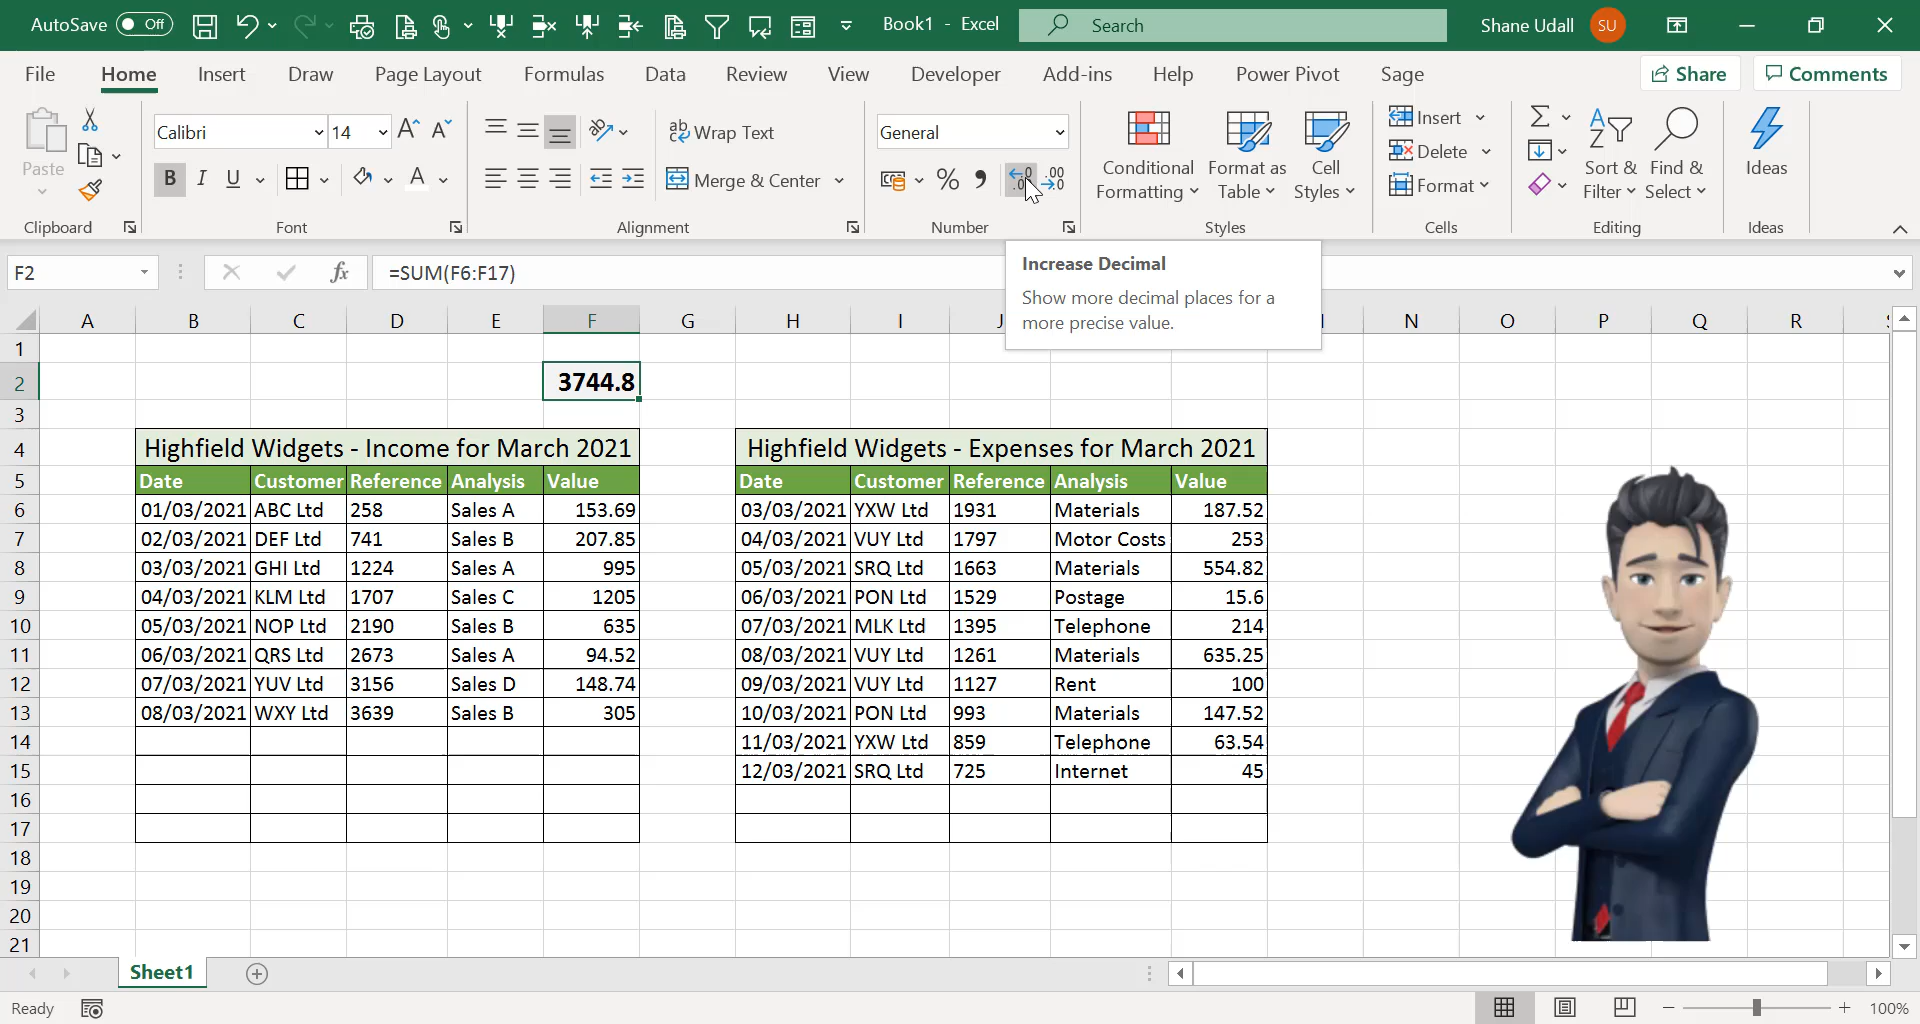 AutoSave Off Book1 - Excel Search Shane Udall SU
File Home Insert Draw Page Layout Formulas Data Review View Developer Add-ins Help Power Pivot Sage Share Comments
Paste
Clipboard
Calibri 14
B I U A
Font
ab Wrap Text
Merge & Center
Alignment
General
%
Number
Conditional Formatting
Format as Table
Cell Styles
Styles
Insert
Delete
Format
Cells
Sort & Filter
Find & Select
Editing
Ideas
Ideas
F2 fx =SUM(F6:F17)
Increase Decimal
Show more decimal places for a
more precise value.
A B C D E F G H I J N O P Q R
1
2 3744.8
3
4 Highfield Widgets - Income for March 2021 Highfield Widgets - Expenses for March 2021
5 Date Customer Reference Analysis Value Date Customer Reference Analysis Value
6 01/03/2021 ABC Ltd 258 Sales A 153.69 03/03/2021 YXW Ltd 1931 Materials 187.52
7 02/03/2021 DEF Ltd 741 Sales B 207.85 04/03/2021 VUY Ltd 1797 Motor Costs 253
8 03/03/2021 GHI Ltd 1224 Sales A 995 05/03/2021 SRQ Ltd 1663 Materials 554.82
9 04/03/2021 KLM Ltd 1707 Sales C 1205 06/03/2021 PON Ltd 1529 Postage 15.6
10 05/03/2021 NOP Ltd 2190 Sales B 635 07/03/2021 MLK Ltd 1395 Telephone 214
11 06/03/2021 QRS Ltd 2673 Sales A 94.52 08/03/2021 VUY Ltd 1261 Materials 635.25
12 07/03/2021 YUV Ltd 3156 Sales D 148.74 09/03/2021 VUY Ltd 1127 Rent 100
13 08/03/2021 WXY Ltd 3639 Sales B 305 10/03/2021 PON Ltd 993 Materials 147.52
14 11/03/2021 YXW Ltd 859 Telephone 63.54
15 12/03/2021 SRQ Ltd 725 Internet 45
16
17
18
19
20
21
Sheet1
Ready 100%